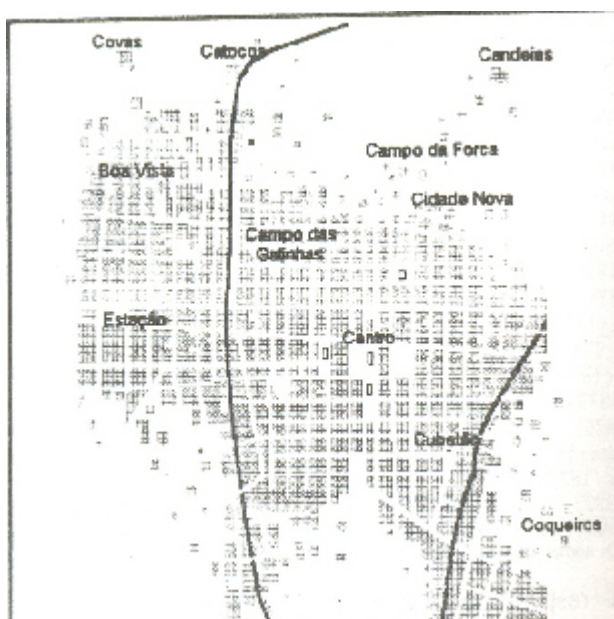 Covas
Catocos
Candeias
Campo da Forca
Boa Vista
Cidade Nova
Campo das
Galinhas
Estação
Centro
Cubatão
Coqueiros